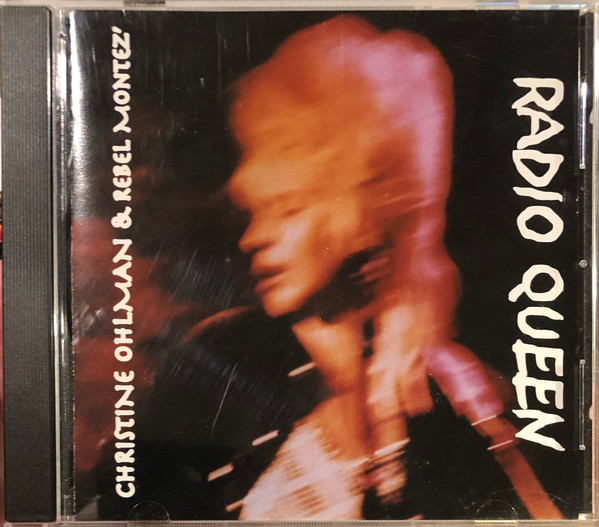 CHRISTINE OHLMAN & REBEL MONTEZ'
RADIO QUEEN